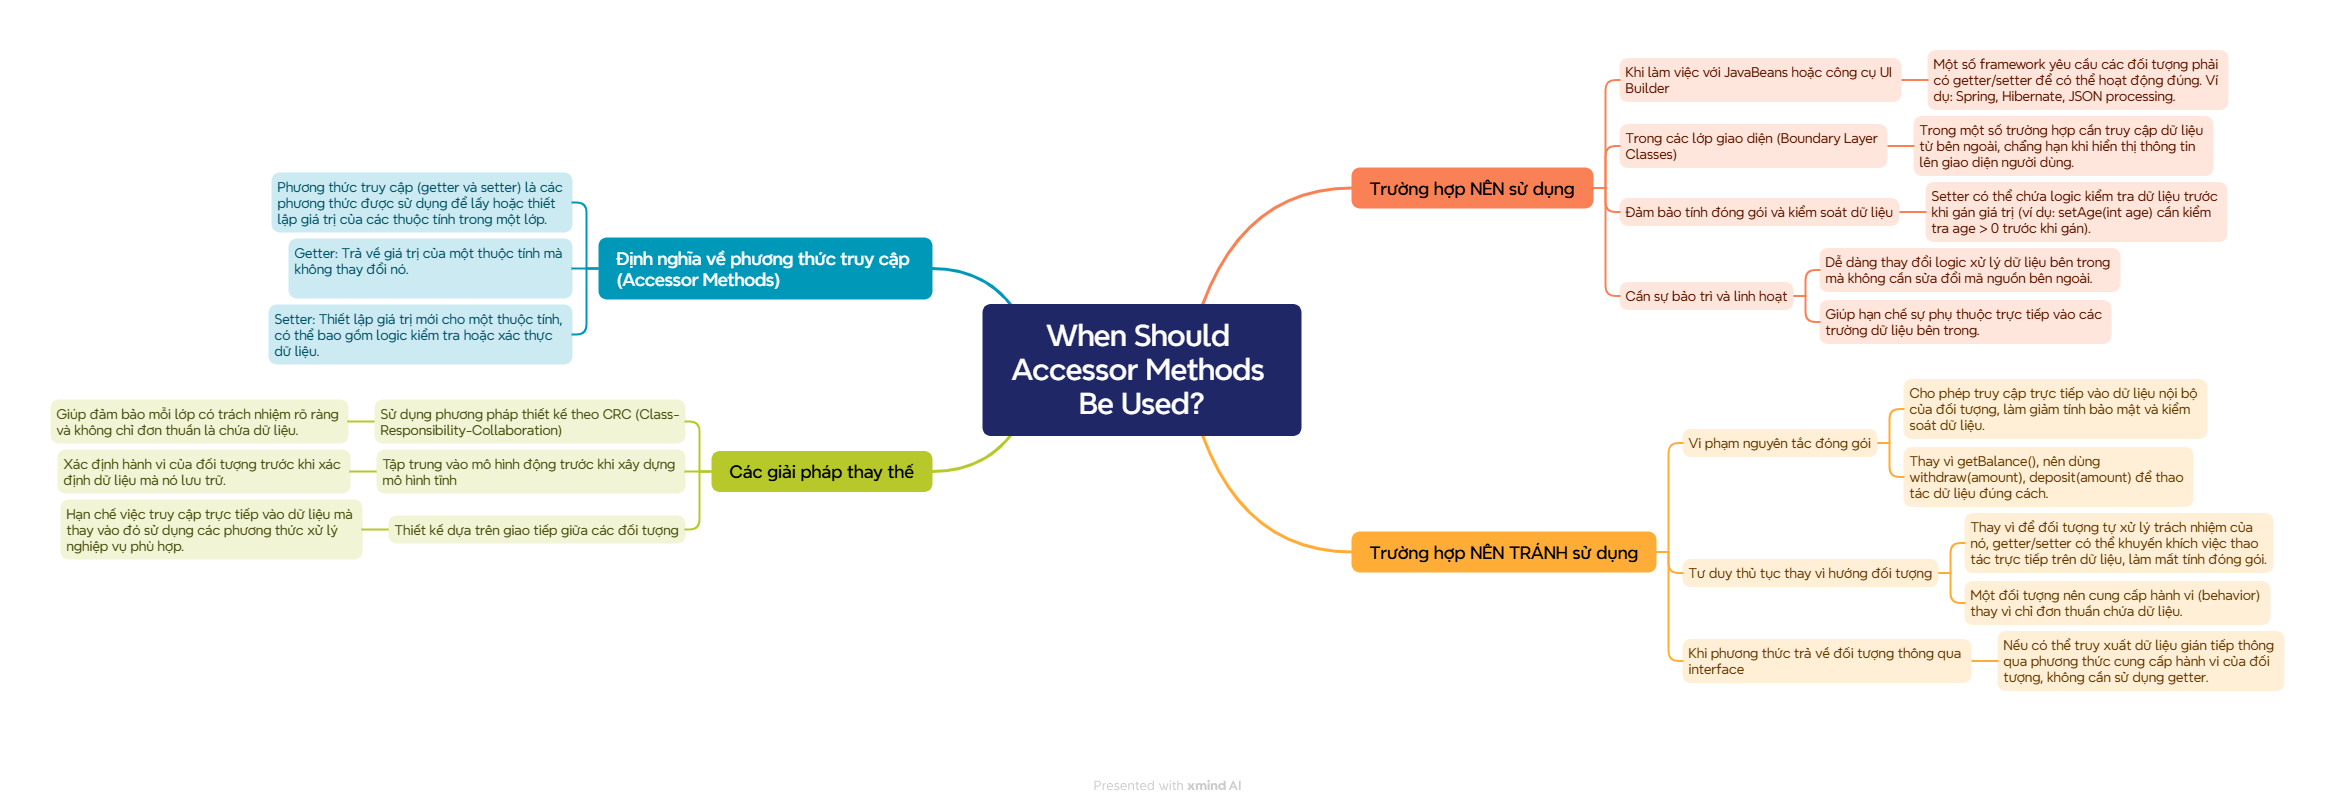 When Should
Accessor Methods
Be Used?
Trường hợp NÊN sử dụng
Khi làm việc với JavaBeans hoặc công cụ UI
Builder
Một số framework yêu cầu các đối tượng phải
có getter/setter để có thể hoạt động đúng. Ví
dụ: Spring, Hibernate, JSON processing.
Trong các lớp giao diện (Boundary Layer
Classes)
Trong một số trường hợp cần truy cập dữ liệu
từ bên ngoài, chẳng hạn khi hiển thị thông tin
lên giao diện người dùng.
Đảm bảo tính đóng gói và kiểm soát dữ liệu
Setter có thể chứa logic kiểm tra dữ liệu trước
khi gán giá trị (ví dụ: setAge(int age) cần kiểm
tra age > 0 trước khi gán).
Cần sự bảo trì và linh hoạt
Dễ dàng thay đổi logic xử lý dữ liệu bên trong
mà không cần sửa đổi mã nguồn bên ngoài.
Giúp hạn chế sự phụ thuộc trực tiếp vào các
trường dữ liệu bên trong.
Trường hợp NÊN TRÁNH sử dụng
Vi phạm nguyên tắc đóng gói
Cho phép truy cập trực tiếp vào dữ liệu nội bộ
của đối tượng, làm giảm tính bảo mật và kiểm
soát dữ liệu.
Thay vì getBalance(), nên dùng
withdraw(amount), deposit(amount) để thao
tác dữ liệu đúng cách.
Tư duy thủ tục thay vì hướng đối tượng
Thay vì để đối tượng tự xử lý trách nhiệm của
nó, getter/setter có thể khuyến khích việc thao
tác trực tiếp trên dữ liệu, làm mất tính đóng gói.
Một đối tượng nên cung cấp hành vi (behavior)
thay vì chỉ đơn thuần chứa dữ liệu.
Khi phương thức trả về đối tượng thông qua
interface
Nếu có thể truy xuất dữ liệu gián tiếp thông
qua phương thức cung cấp hành vi của đối
tượng, không cần sử dụng getter.
Định nghĩa về phương thức truy cập
(Accessor Methods)
Phương thức truy cập (getter và setter) là các
phương thức được sử dụng để lấy hoặc thiết
lập giá trị của các thuộc tính trong một lớp.
Getter: Trả về giá trị của một thuộc tính mà
không thay đổi nó.
Setter: Thiết lập giá trị mới cho một thuộc tính,
có thể bao gồm logic kiểm tra hoặc xác thực
dữ liệu.
Các giải pháp thay thế
Sử dụng phương pháp thiết kế theo CRC (Class-
Responsibility-Collaboration)
Giúp đảm bảo mỗi lớp có trách nhiệm rõ ràng
và không chỉ đơn thuần là chứa dữ liệu.
Tập trung vào mô hình động trước khi xây dựng
mô hình tĩnh
Xác định hành vi của đối tượng trước khi xác
định dữ liệu mà nó lưu trữ.
Thiết kế dựa trên giao tiếp giữa các đối tượng
Hạn chế việc truy cập trực tiếp vào dữ liệu mà
thay vào đó sử dụng các phương thức xử lý
nghiệp vụ phù hợp.
Presented with xmind AI